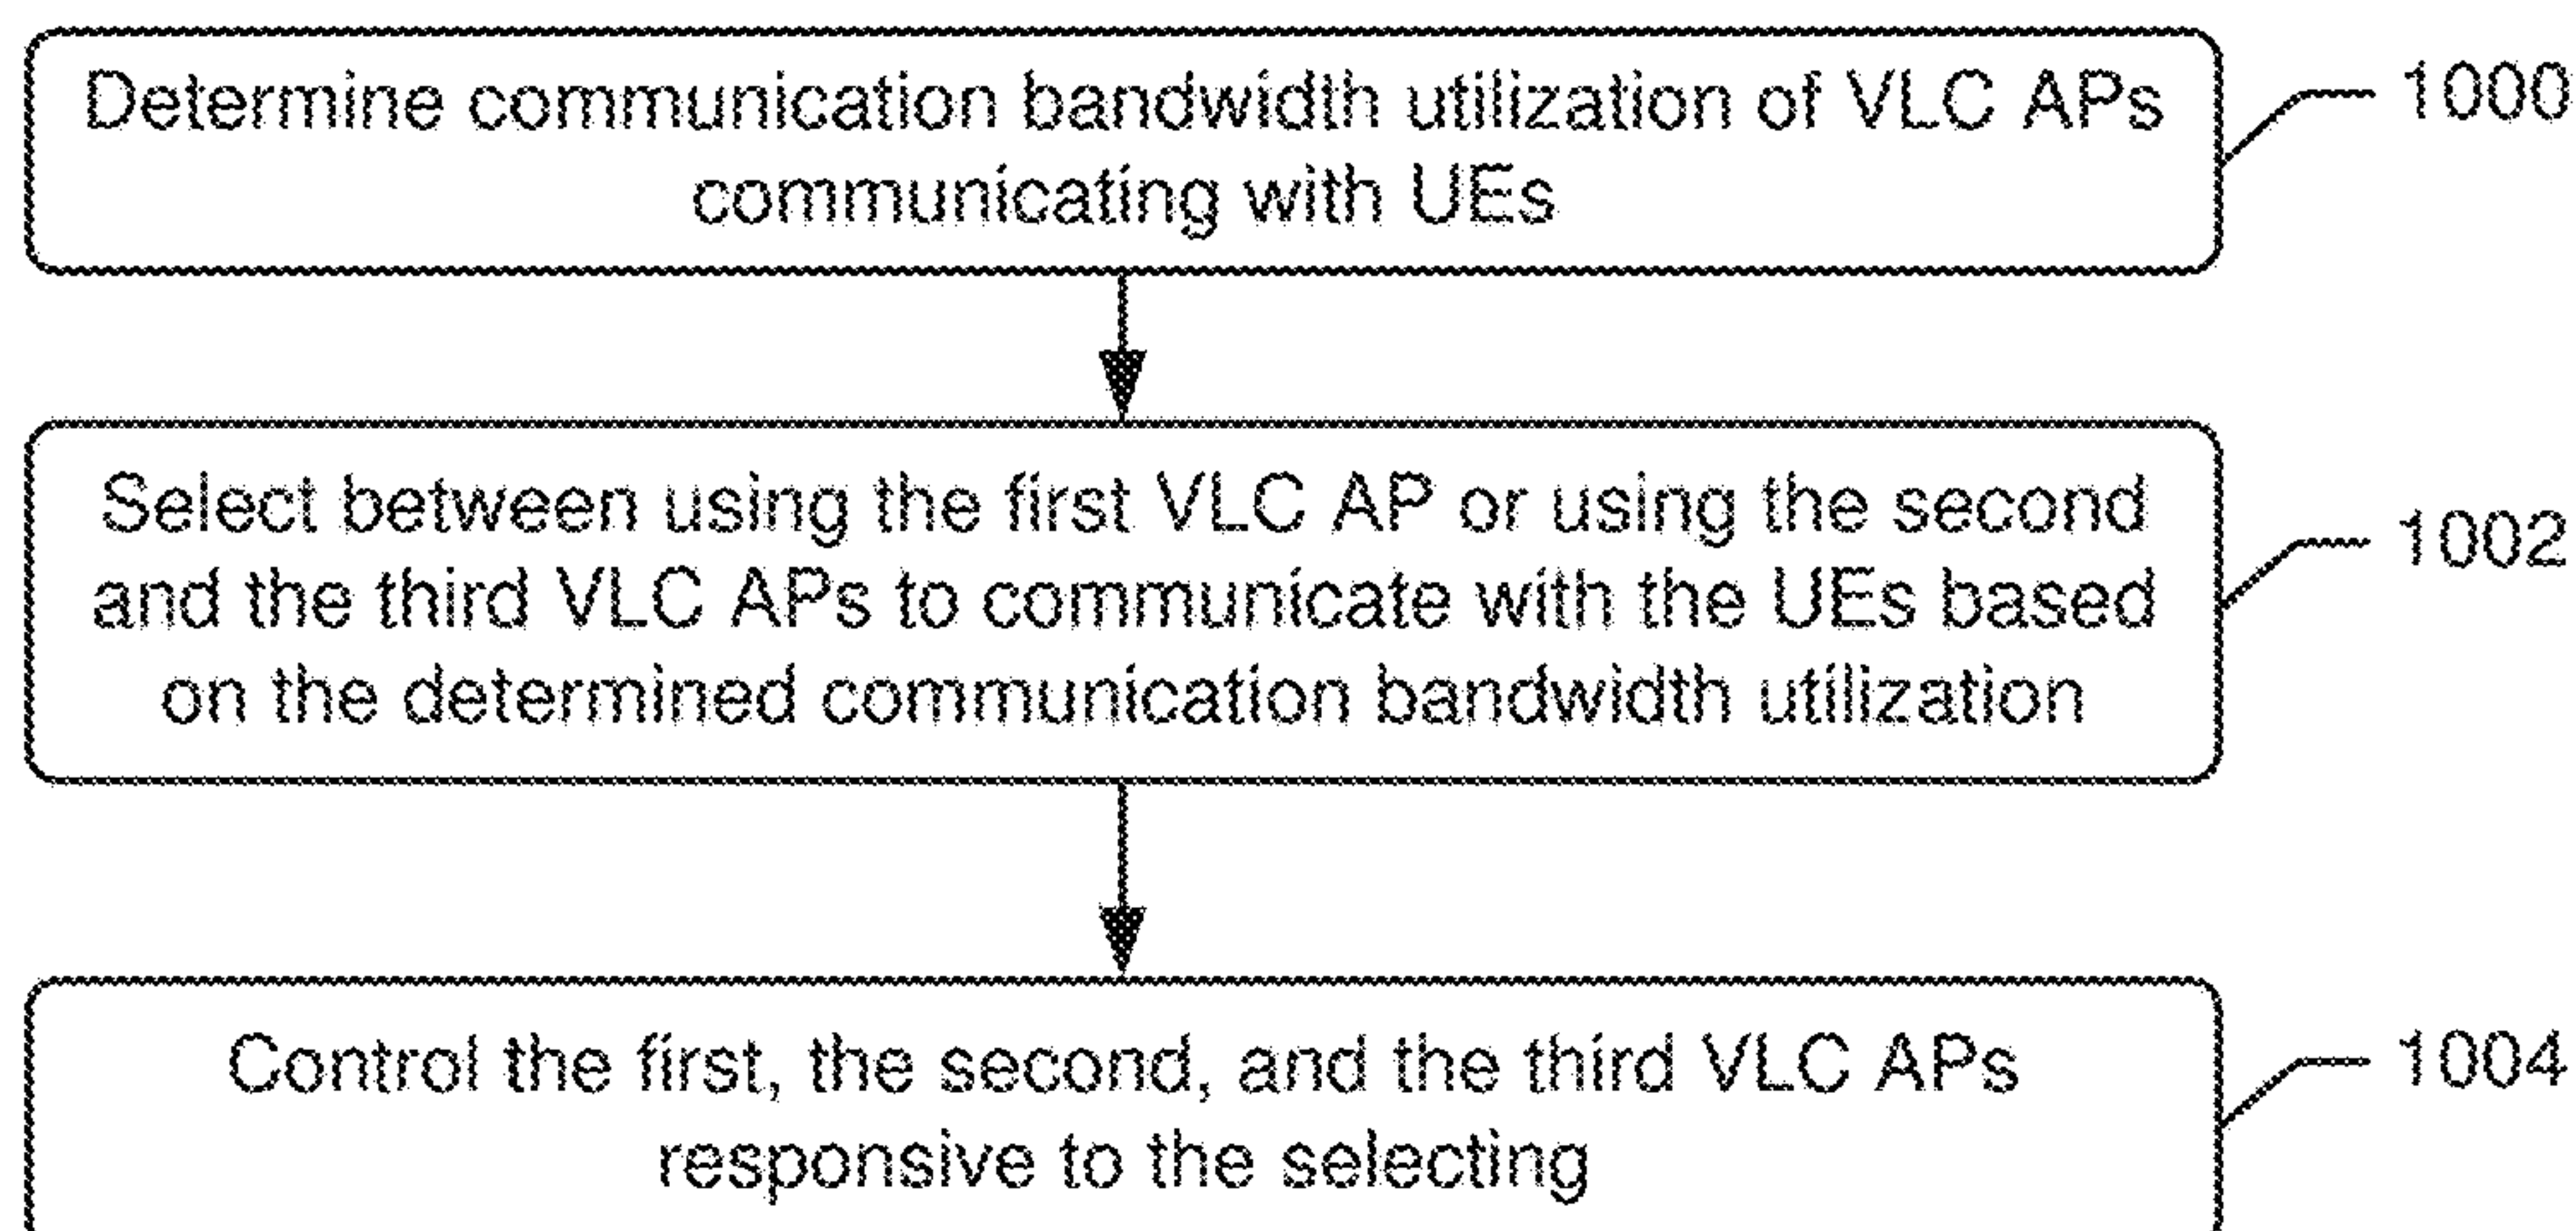 Determine communication bandwidth utilization of VLC APs
communicating with UEs
1000
Select between using the first VLC AP or using the second
and the third VLC APs to communicate with the UEs based
on the determined communication bandwidth utilization
1002
Control the first, the second, and the third VLC APs
responsive to the selecting
1004